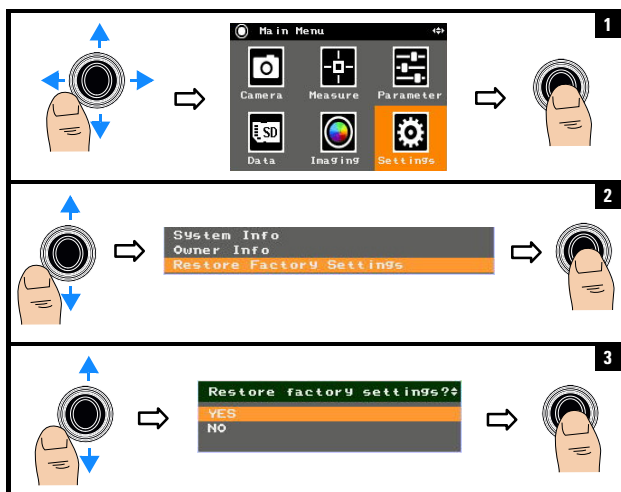 1
Main Menu
Camera Measure Parameter
SD
Data Imaging Settings
2
System Info
Owner Info
Restore Factory Settings
3
Restore factory settings?
YES
NO